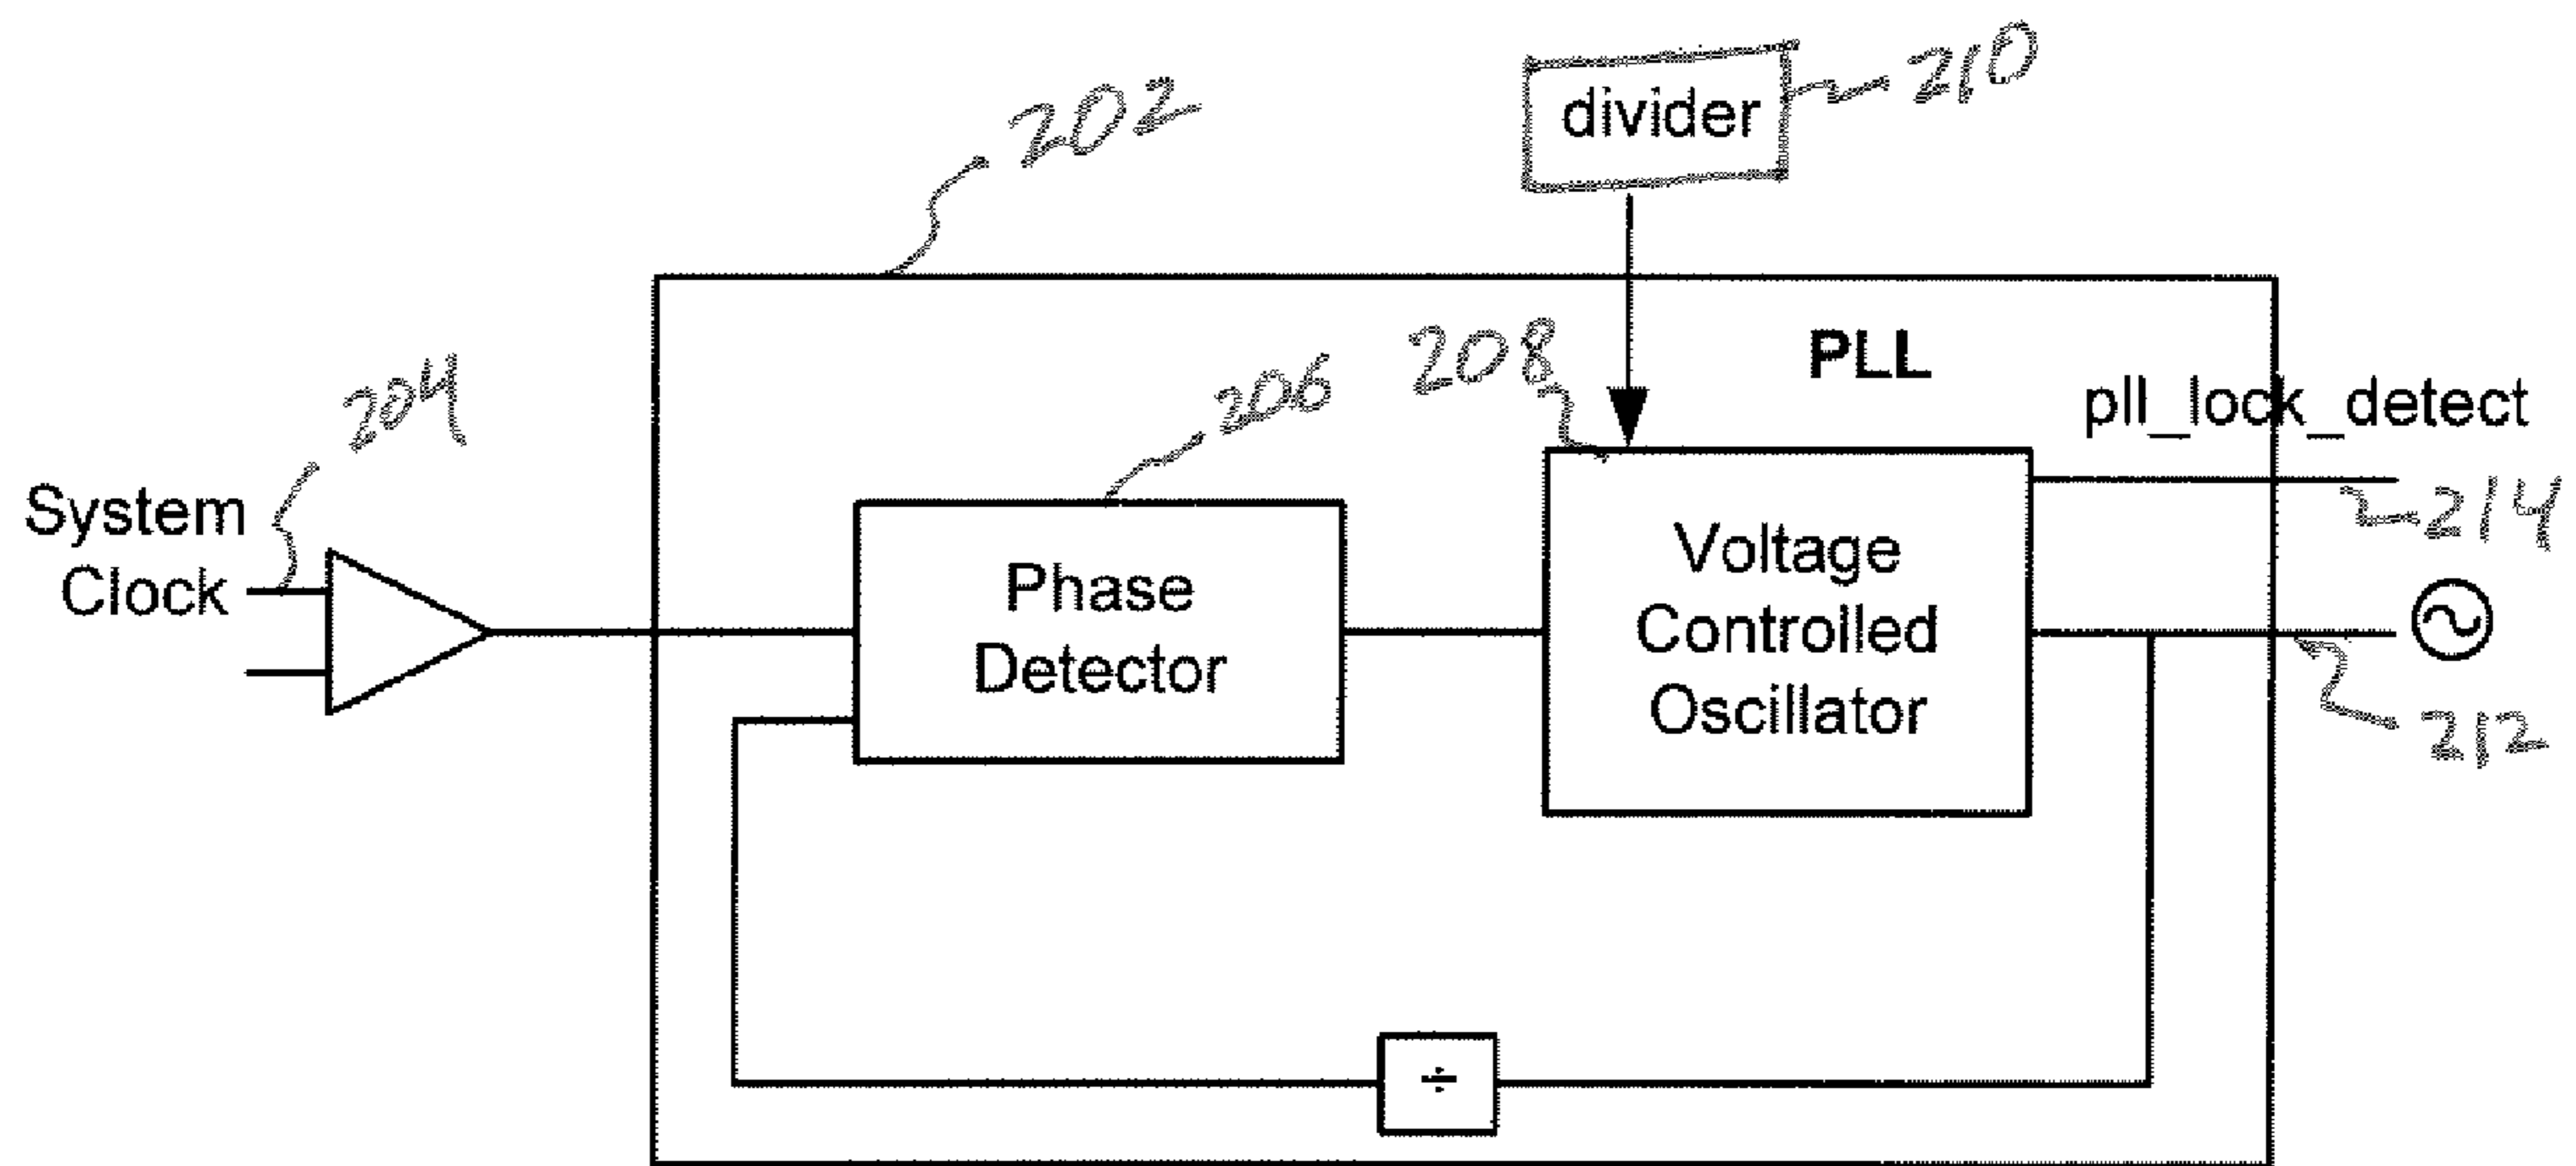 divider
210
202
PLL
208
206
204
pll_lock_detect
214
System
Clock
Phase
Detector
Voltage
Controlled
Oscillator
212
÷